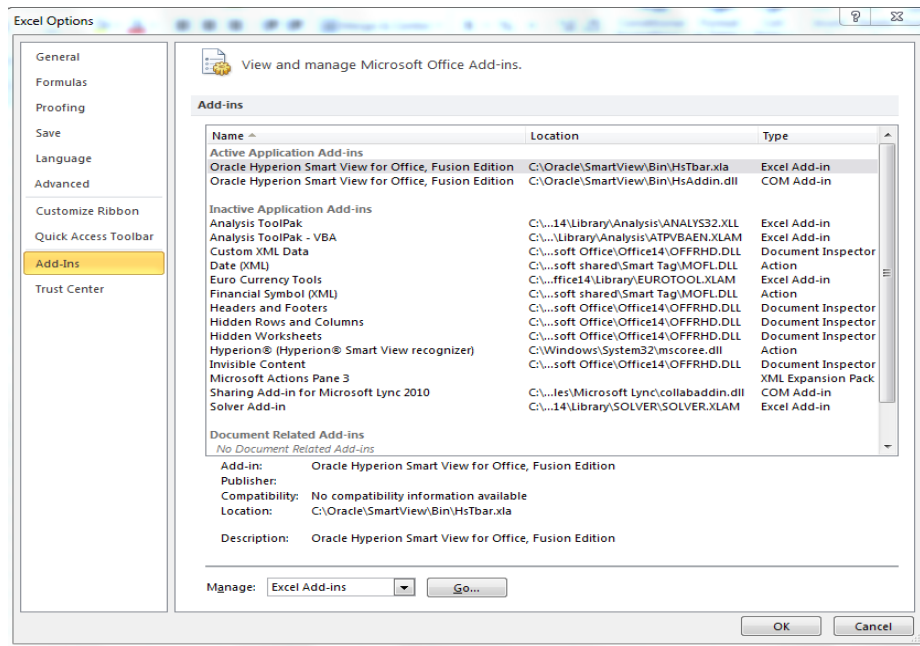 Excel Options
General
Formulas
Proofing
Save
Language
Advanced
Customize Ribbon
Quick Access Toolbar
Add-Ins
Trust Center
View and manage Microsoft Office Add-ins.
Add-ins
Name Location Type
Active Application Add-ins
Oracle Hyperion Smart View for Office, Fusion Edition C:\Oracle\SmartView\Bin\HsTbar.xla Excel Add-in
Oracle Hyperion Smart View for Office, Fusion Edition C:\Oracle\SmartView\Bin\HsAddin.dll COM Add-in
Inactive Application Add-ins
Analysis ToolPak C:\...14\Library\Analysis\ANALYS32.XLL Excel Add-in
Analysis ToolPak - VBA C:\...\Library\Analysis\ATPVBAEN.XLAM Excel Add-in
Custom XML Data C:\...soft Office\Office14\OFFRHD.DLL Document Inspector
Date (XML) C:\...soft shared\Smart Tag\MOFL.DLL Action
Euro Currency Tools C:\...ffice14\Library\EUROTOOL.XLAM Excel Add-in
Financial Symbol (XML) C:\...soft shared\Smart Tag\MOFL.DLL Action
Headers and Footers C:\...soft Office\Office14\OFFRHD.DLL Document Inspector
Hidden Rows and Columns C:\...soft Office\Office14\OFFRHD.DLL Document Inspector
Hidden Worksheets C:\...soft Office\Office14\OFFRHD.DLL Document Inspector
Hyperion® (Hyperion® Smart View recognizer) C:\Windows\System32\mscoree.dll Action
Invisible Content C:\...soft Office\Office14\OFFRHD.DLL Document Inspector
Microsoft Actions Pane 3 XML Expansion Pack
Sharing Add-in for Microsoft Lync 2010 C:\...les\Microsoft Lync\collabaddin.dll COM Add-in
Solver Add-in C:\...14\Library\SOLVER\SOLVER.XLAM Excel Add-in
Document Related Add-ins
No Document Related Add-ins
Add-in: Oracle Hyperion Smart View for Office, Fusion Edition
Publisher:
Compatibility: No compatibility information available
Location: C:\Oracle\SmartView\Bin\HsTbar.xla
Description: Oracle Hyperion Smart View for Office, Fusion Edition
Manage: Excel Add-ins Go...
OK Cancel